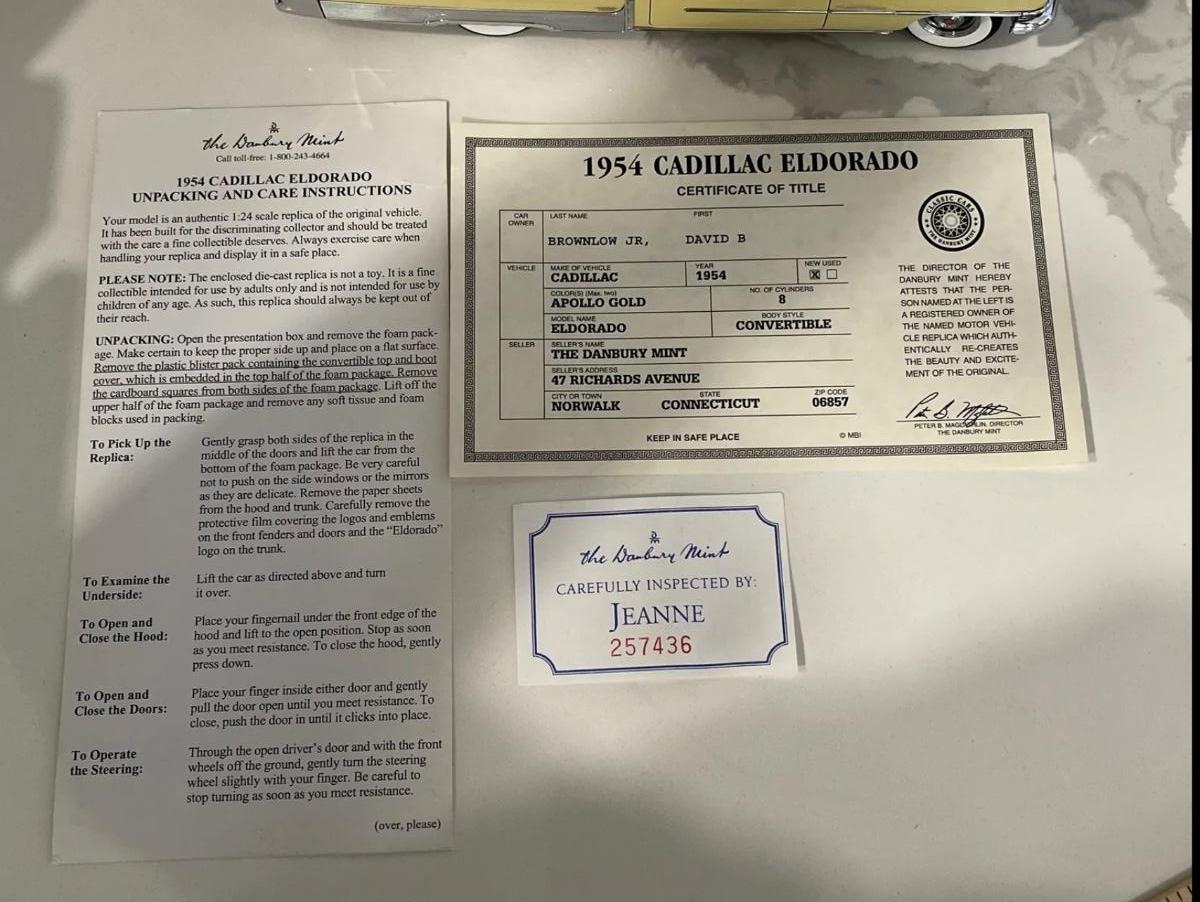 the Danbury Mint
Call toll-free: 1-800-243-4664
1954 CADILLAC ELDORADO
UNPACKING AND CARE INSTRUCTIONS
Your model is an authentic 1:24 scale replica of the original vehicle.
It has been built for the discriminating collector and should be treated
with the care a fine collectible deserves. Always exercise care when
handling your replica and display it in a safe place.
PLEASE NOTE: The enclosed die-cast replica is not a toy. It is a fine
collectible intended for use by adults only and is not intended for use by
children of any age. As such, this replica should always be kept out of
their reach.
UNPACKING: Open the presentation box and remove the foam pack-
age. Make certain to keep the proper side up and place on a flat surface.
Remove the plastic blister pack containing the convertible top and boot
cover, which is embedded in the top half of the foam package. Remove
the cardboard squares from both sides of the foam package. Lift off the
upper half of the foam package and remove any soft tissue and foam
blocks used in packing.
To Pick Up the
Replica:
Gently grasp both sides of the replica in the
middle of the doors and lift the car from the
bottom of the foam package. Be very careful
not to push on the side windows or the mirrors
as they are delicate. Remove the paper sheets
from the hood and trunk. Carefully remove the
protective film covering the logos and emblems
on the front fenders and doors and the "Eldorado"
logo on the trunk.
To Examine the
Underside:
Lift the car as directed above and turn
it over.
To Open and
Close the Hood:
Place your fingernail under the front edge of the
hood and lift to the open position. Stop as soon
as you meet resistance. To close the hood, gently
press down.
To Open and
Close the Doors:
Place your finger inside either door and gently
pull the door open until you meet resistance. To
close, push the door in until it clicks into place.
To Operate
the Steering:
Through the open driver's door and with the front
wheels off the ground, gently turn the steering
wheel slightly with your finger. Be careful to
stop turning as soon as you meet resistance.
(over, please)
1954 CADILLAC ELDORADO
CERTIFICATE OF TITLE
CAR
OWNER
LAST NAME FIRST
BROWNLOW JR, DAVID B
VEHICLE
MAKE OF VEHICLE YEAR NEW USED
CADILLAC 1954 X
COLOR(S) (Max. two) NO. OF CYLINDERS
APOLLO GOLD 8
MODEL NAME BODY STYLE
ELDORADO CONVERTIBLE
SELLER
SELLER'S NAME
THE DANBURY MINT
SELLER'S ADDRESS
47 RICHARDS AVENUE
CITY OR TOWN STATE ZIP CODE
NORWALK CONNECTICUT 06857
KEEP IN SAFE PLACE © MBI
CLASSIC CARS
THE DANBURY MINT
THE DIRECTOR OF THE
DANBURY MINT HEREBY
ATTESTS THAT THE PER-
SON NAMED AT THE LEFT IS
A REGISTERED OWNER OF
THE NAMED MOTOR VEHI-
CLE REPLICA WHICH AUTH-
ENTICALLY RE-CREATES
THE BEAUTY AND EXCITE-
MENT OF THE ORIGINAL.
PETER B. DIRECTOR
THE DANBURY MINT
the Danbury Mint
CAREFULLY INSPECTED BY:
JEANNE
257436